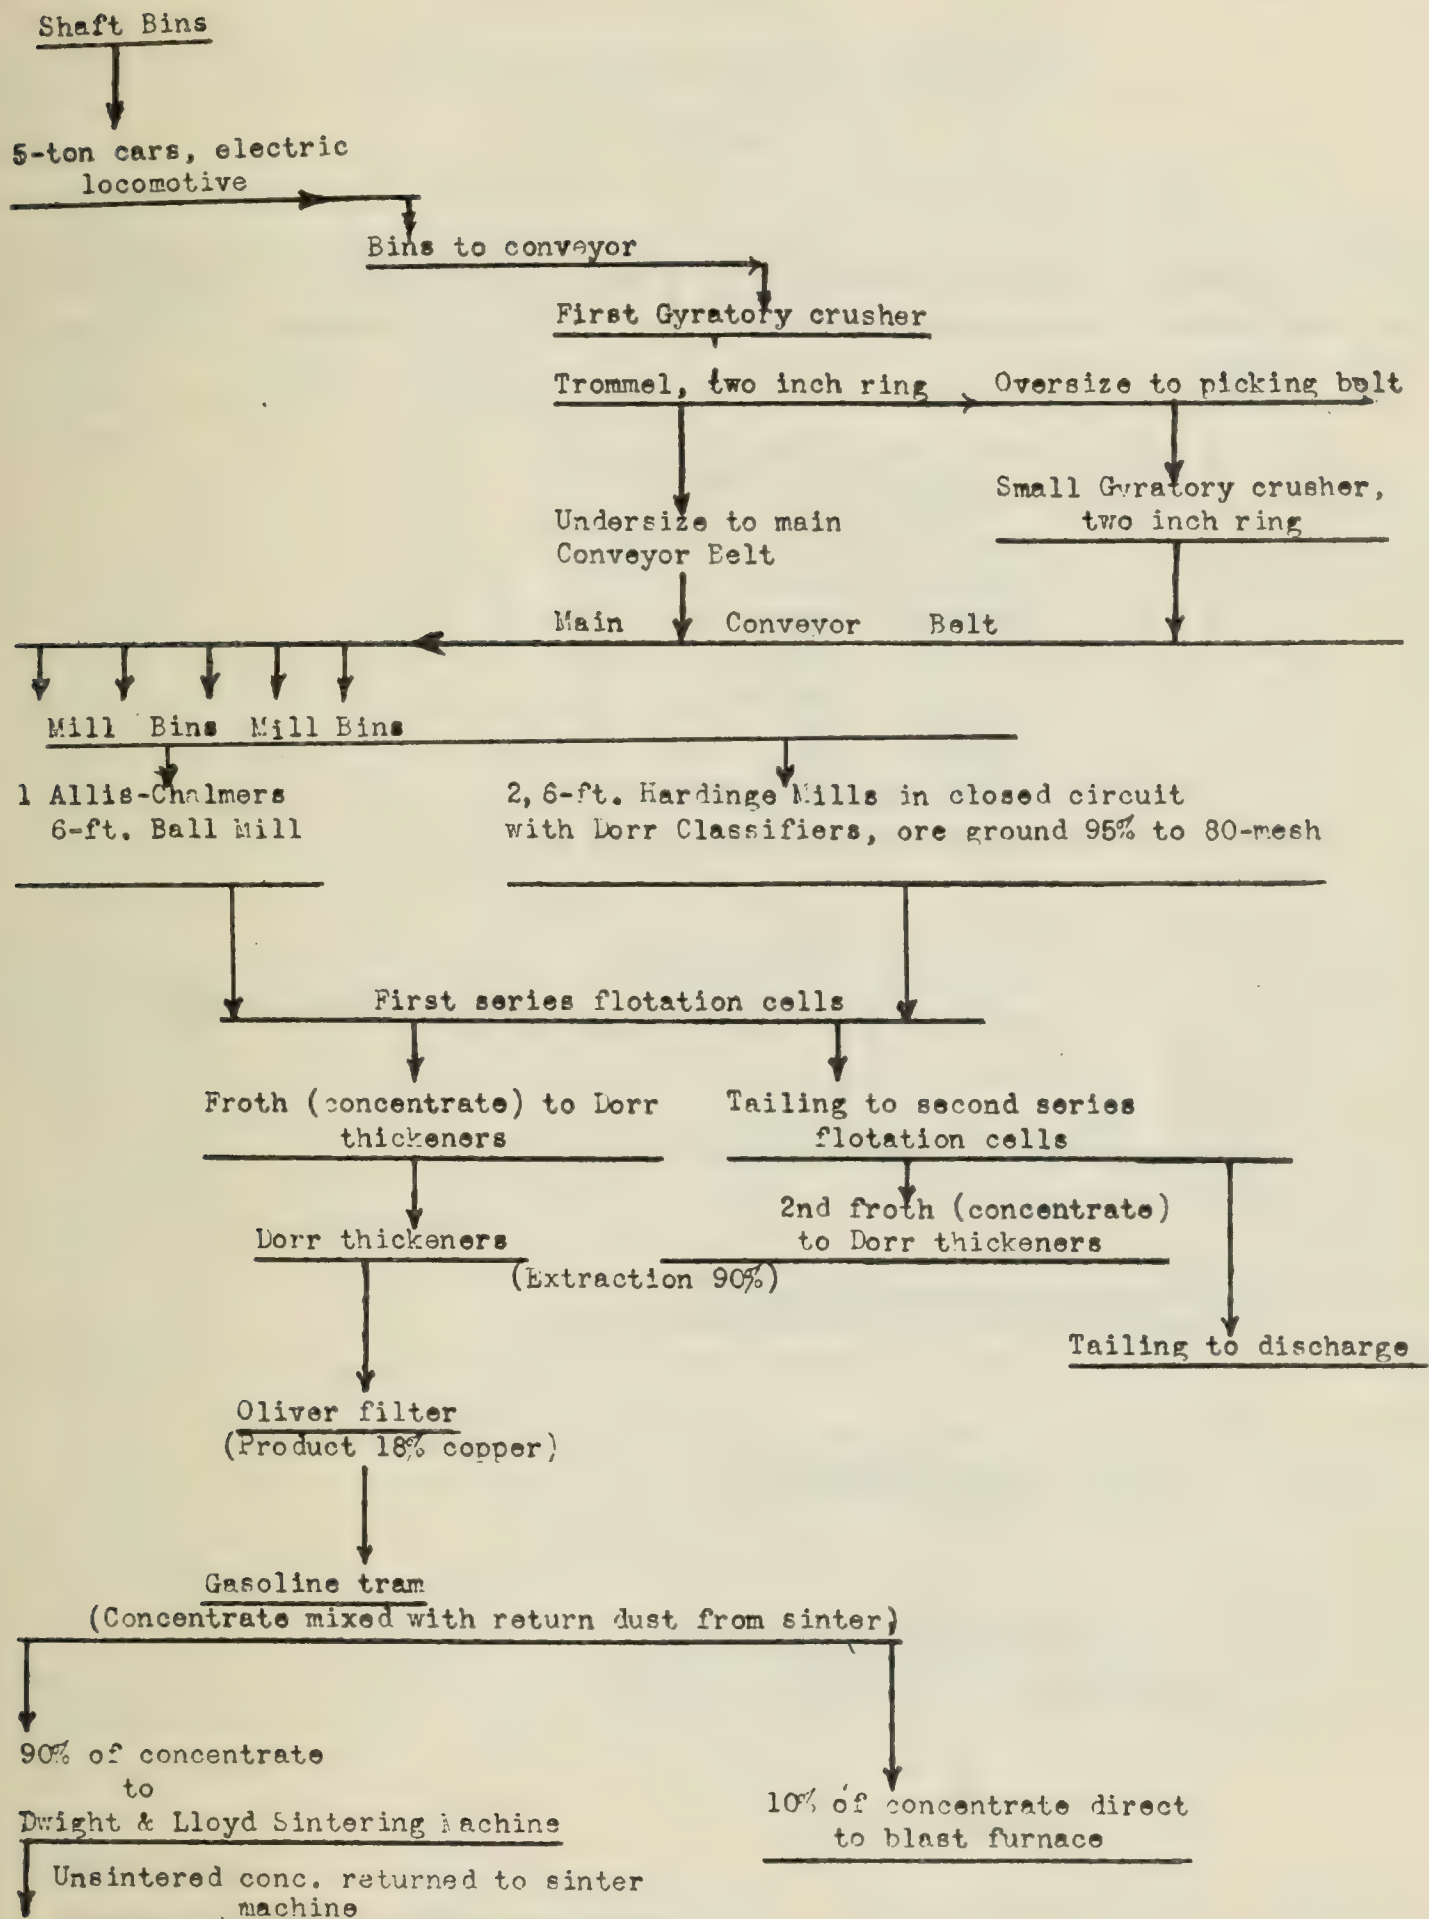 Shaft Bins
5-ton cars, electric
locomotive
Bins to conveyor
First Gyratory crusher
Trommel, two inch ring
Oversize to picking belt
Small Gyratory crusher,
two inch ring
Undersize to main
Conveyor Belt
Main Conveyor Belt
Mill Bins Mill Bins
1 Allis-Chalmers
6-ft. Ball Mill
2, 6-ft. Hardinge Mills in closed circuit
with Dorr Classifiers, ore ground 95% to 80-mesh
First series flotation cells
Froth (concentrate) to Dorr
thickeners
Tailing to second series
flotation cells
2nd froth (concentrate)
to Dorr thickeners
Dorr thickeners
(Extraction 90%)
Tailing to discharge
Oliver filter
(Product 18% copper)
Gasoline tram
(Concentrate mixed with return dust from sinter)
90% of concentrate
to
Dwight & Lloyd Sintering Machine
10% of concentrate direct
to blast furnace
Unsintered conc. returned to sinter
machine